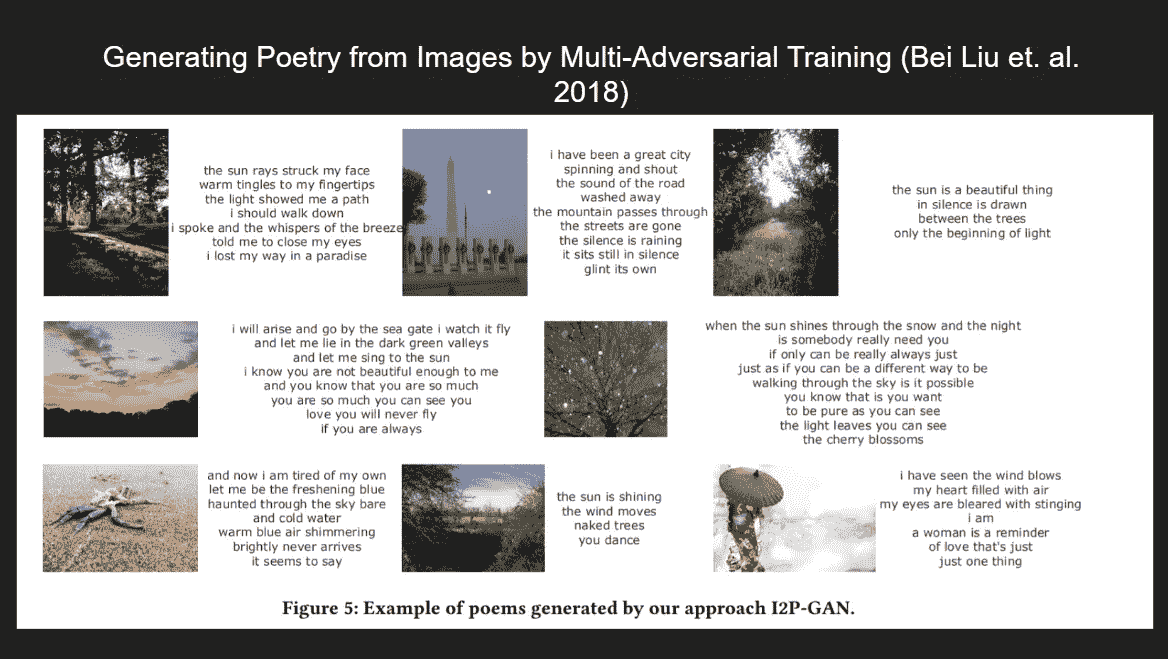 Generating Poetry from Images by Multi-Adversarial Training (Bei Liu et. al.
2018)
the sun rays struck my face
warm tingles to my fingertips
the light showed me a path
i should walk down
i spoke and the whispers of the breeze
told me to close my eyes
i lost my way in a paradise
i have been a great city
spinning and shout
the sound of the road
washed away
the mountain passes through
the streets are gone
the silence is raining
it sits still in silence
glint its own
the sun is a beautiful thing
in silence is drawn
between the trees
only the beginning of light
i will arise and go by the sea gate i watch it fly
and let me lie in the dark green valleys
and let me sing to the sun
i know you are not beautiful enough to me
and you know that you are so much
you are so much you can see you
love you will never fly
if you are always
when the sun shines through the snow and the night
is somebody really need you
if only can be really always just
just as if you can be a different way to be
walking through the sky is it possible
you know that is you want
to be pure as you can see
the light leaves you can see
the cherry blossoms
and now i am tired of my own
let me be the freshening blue
haunted through the sky bare
and cold water
warm blue air shimmering
brightly never arrives
it seems to say
the sun is shining
the wind moves
naked trees
you dance
i have seen the wind blows
my heart filled with air
my eyes are bleared with stinging
i am
a woman is a reminder
of love that's just
just one thing
Figure 5: Example of poems generated by our approach I2P-GAN.